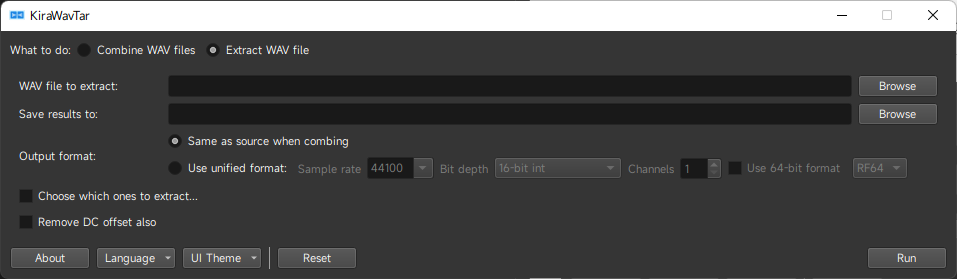 KiraWavTar
What to do: Combine WAV files Extract WAV file
WAV file to extract: Browse
Save results to: Browse
Output format: Same as source when combing
Use unified format: Sample rate 44100 Bit depth 16-bit int Channels 1 Use 64-bit format RF64
Choose which ones to extract...
Remove DC offset also
About Language UI Theme Reset Run